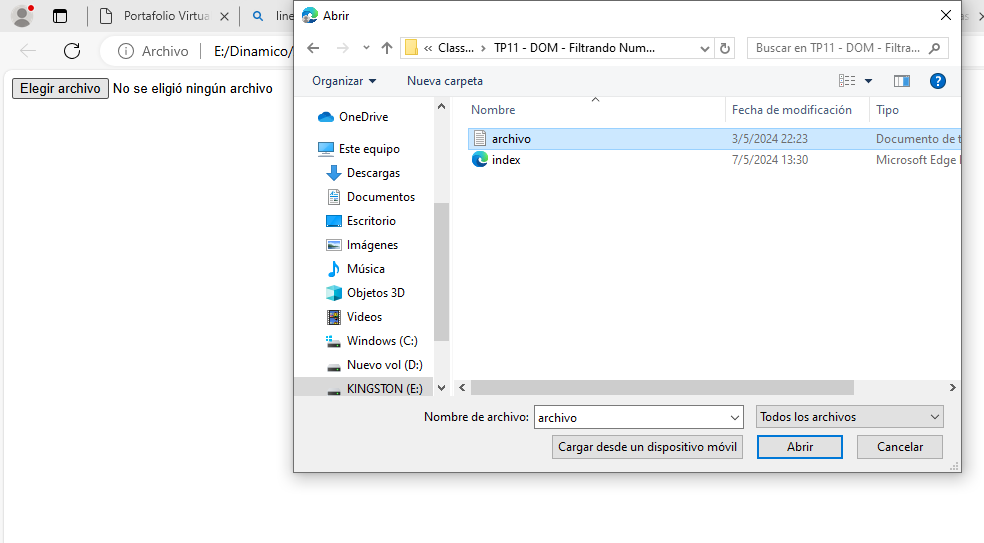 Portafolio Virtua
line
Archivo
E:/Dinamico/
Elegir archivo No se eligió ningún archivo
Abrir
« Class... > TP11 - DOM - Filtrando Num...
Buscar en TP11 - DOM - Filtra...
Organizar
Nueva carpeta
Nombre
Fecha de modificación
Tipo
archivo
3/5/2024 22:23
Documento de t
index
7/5/2024 13:30
Microsoft Edge
OneDrive
Este equipo
Descargas
Documentos
Escritorio
Imágenes
Música
Objetos 3D
Videos
Windows (C:)
Nuevo vol (D:)
KINGSTON (E:)
Nombre de archivo:
archivo
Todos los archivos
Cargar desde un dispositivo móvil
Abrir
Cancelar